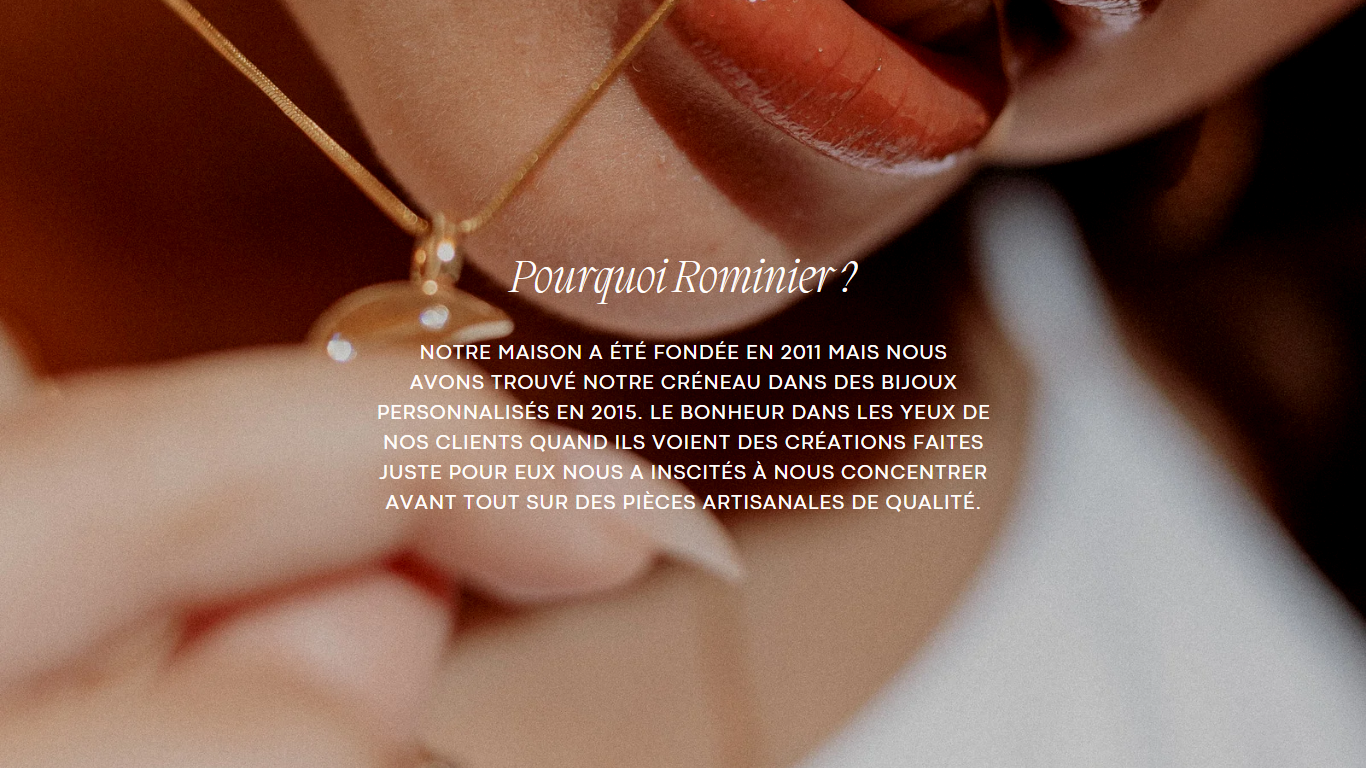 Pourquoi Rominier ?
NOTRE MAISON A ÉTÉ FONDÉE EN 2011 MAIS NOUS
AVONS TROUVÉ NOTRE CRÉNEAU DANS DES BIJOUX
PERSONNALISÉS EN 2015. LE BONHEUR DANS LES YEUX DE
NOS CLIENTS QUAND ILS VOIENT DES CRÉATIONS FAITES
JUSTE POUR EUX NOUS A INSCITÉS À NOUS CONCENTRER
AVANT TOUT SUR DES PIÈCES ARTISANALES DE QUALITÉ.